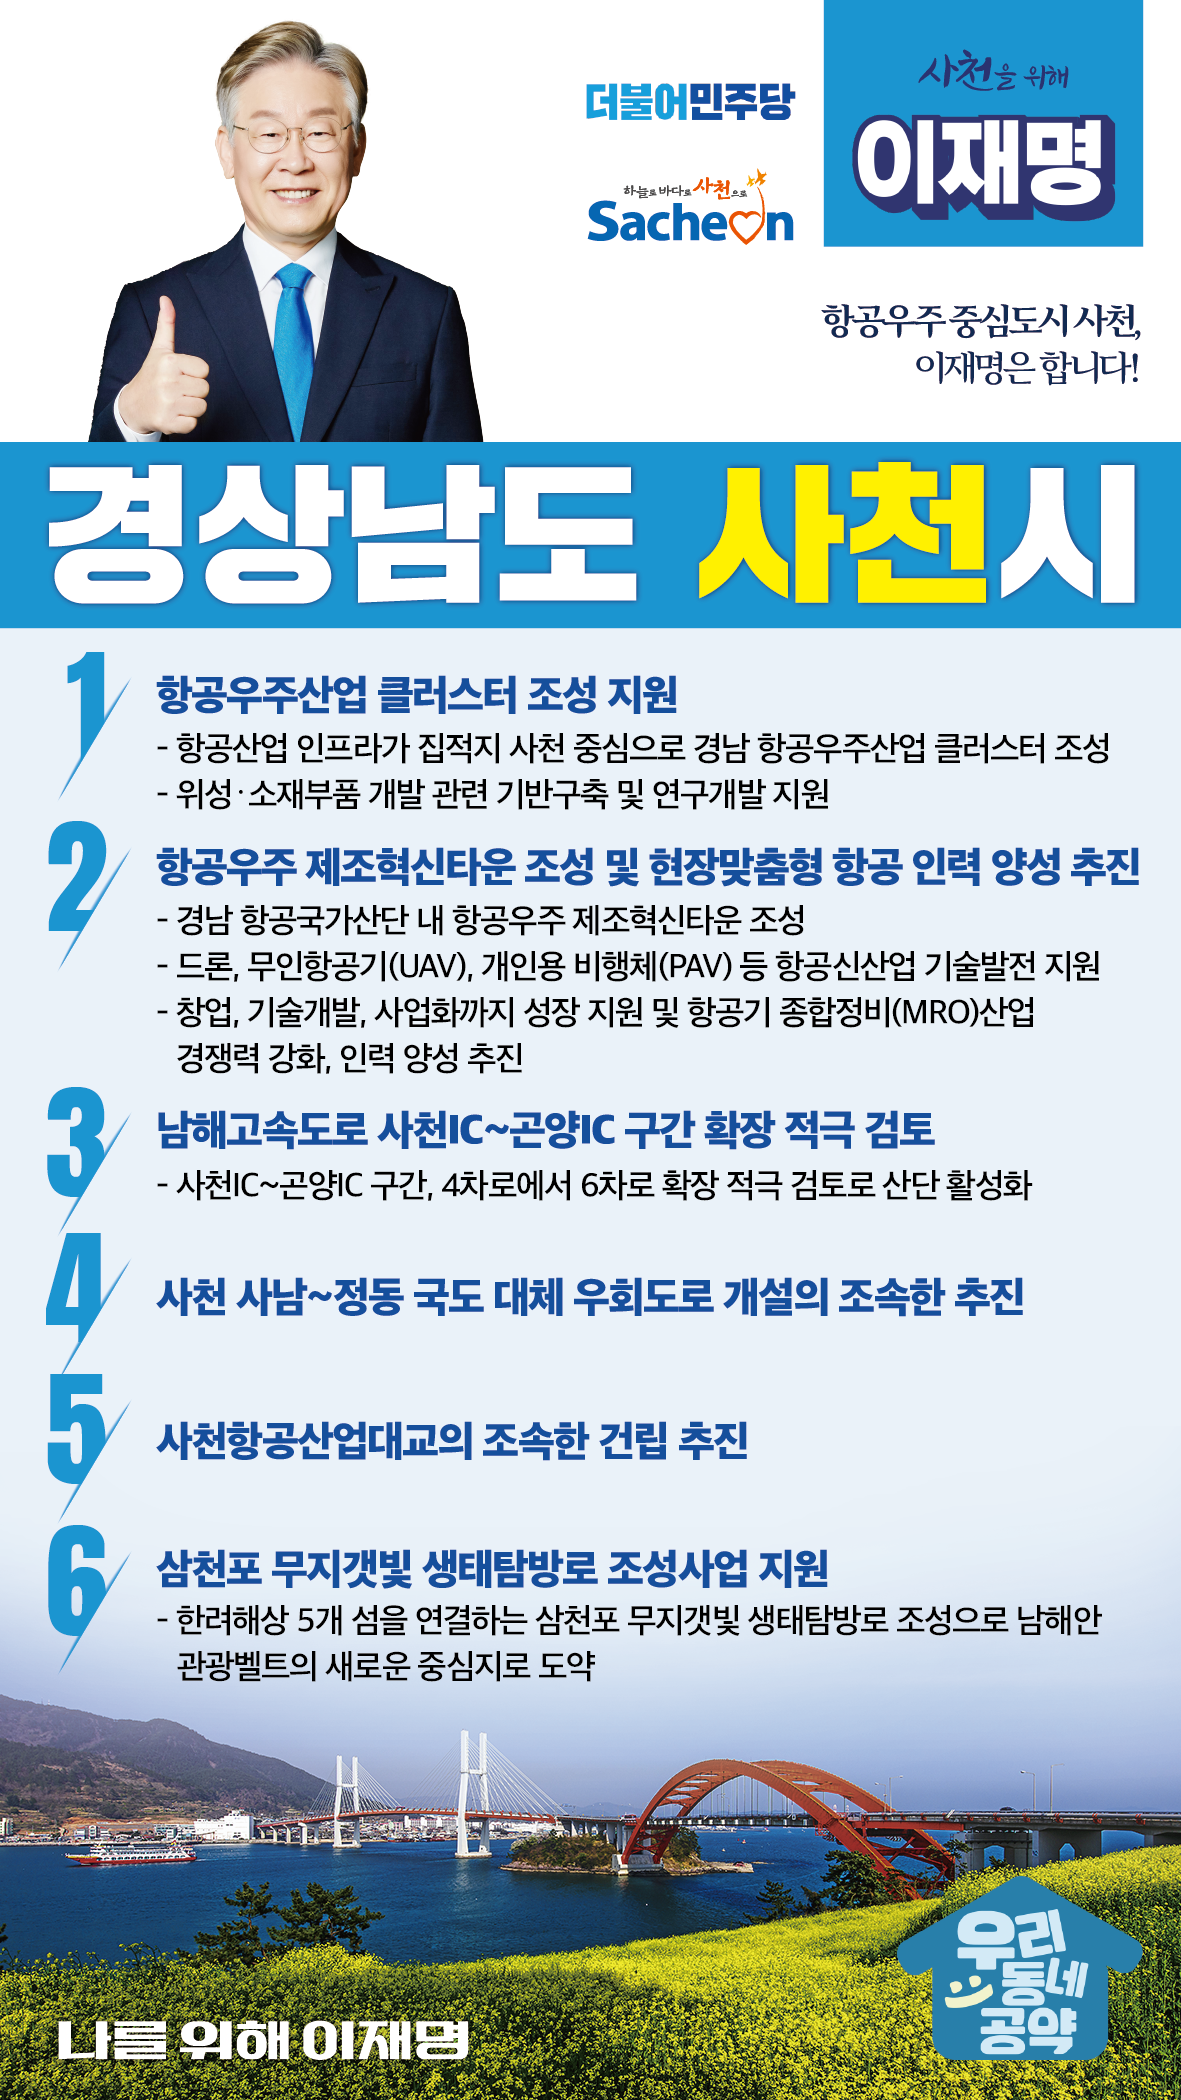 더불어민주당
하늘로 바다로 사천으로
Sacheon
사천을 위해
이재명
항공우주 중심도시 사천,
이재명은 합니다!
경상남도 사천시
1
항공우주산업 클러스터 조성 지원
- 항공산업 인프라가 집적지 사천 중심으로 경남 항공우주산업 클러스터 조성
- 위성·소재부품 개발 관련 기반구축 및 연구개발 지원
2
항공우주 제조혁신타운 조성 및 현장맞춤형 항공 인력 양성 추진
- 경남 항공국가산단 내 항공우주 제조혁신타운 조성
- 드론, 무인항공기(UAV), 개인용 비행체(PAV) 등 항공신산업 기술발전 지원
- 창업, 기술개발, 사업화까지 성장 지원 및 항공기 종합정비(MRO)산업
경쟁력 강화, 인력 양성 추진
3
남해고속도로 사천IC~곤양IC 구간 확장 적극 검토
- 사천IC~곤양IC 구간, 4차로에서 6차로 확장 적극 검토로 산단 활성화
4
사천 사남~정동 국도 대체 우회도로 개설의 조속한 추진
5
사천항공산업대교의 조속한 건립 추진
6
삼천포 무지갯빛 생태탐방로 조성사업 지원
- 한려해상 5개 섬을 연결하는 삼천포 무지갯빛 생태탐방로 조성으로 남해안
관광벨트의 새로운 중심지로 도약
우리
동네
공약
나를 위해 이재명